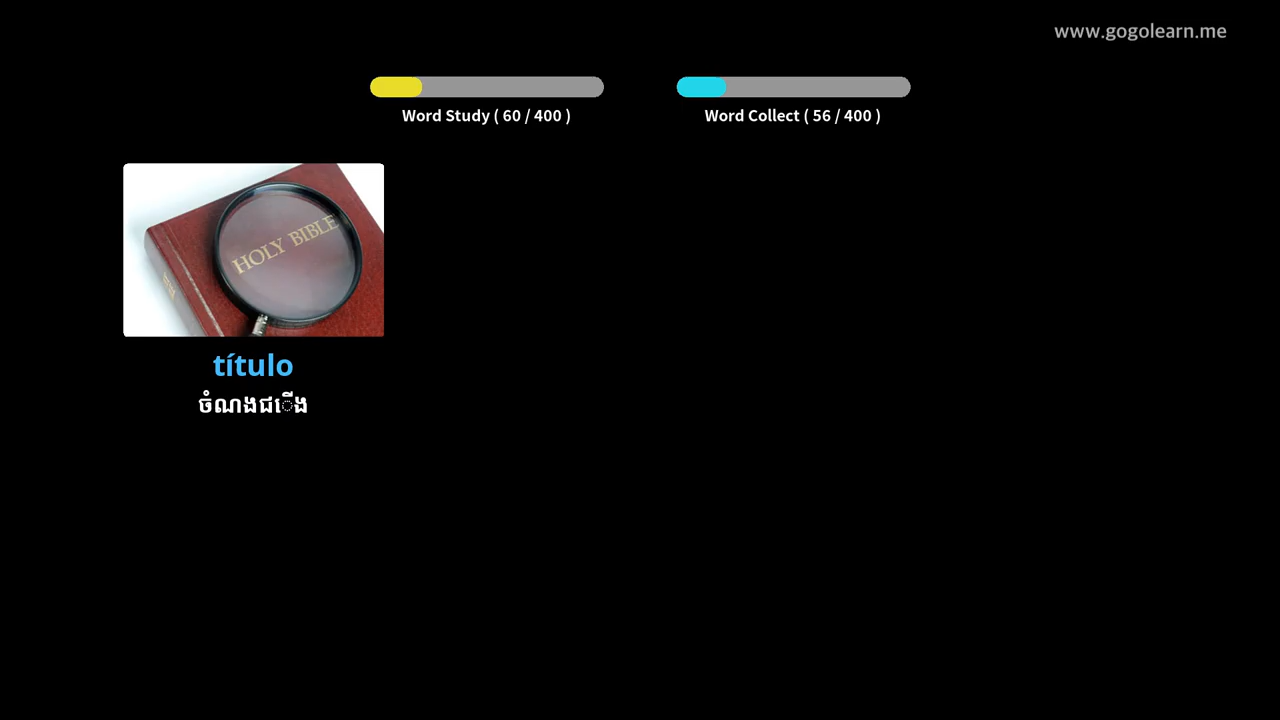 www.gogolearn.me
Word Study ( 60 / 400 )
Word Collect ( 56 / 400 )
HOLY BIBLE
título
ចំណងជើង